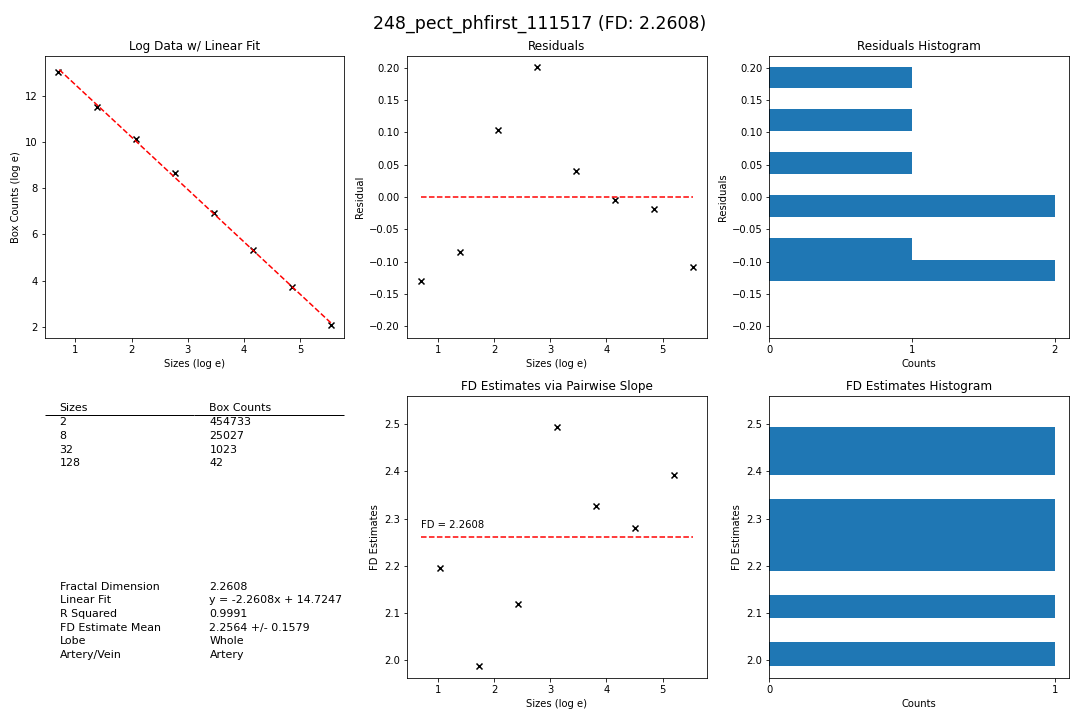 248_pect_phfirst_111517 (FD: 2.2608)
Log Data w/ Linear Fit
Box Counts (log e)
12
10
8
6
4
2
1 2 3 4 5
Sizes (log e)
Residuals
Residual
0.20
0.15
0.10
0.05
0.00
−0.05
−0.10
−0.15
−0.20
1 2 3 4 5
Sizes (log e)
Residuals Histogram
Residuals
0.20
0.15
0.10
0.05
0.00
−0.05
−0.10
−0.15
−0.20
0 1 2
Counts
Sizes Box Counts
2 454733
8 25027
32 1023
128 42
Fractal Dimension 2.2608
Linear Fit y = -2.2608x + 14.7247
R Squared 0.9991
FD Estimate Mean 2.2564 +/- 0.1579
Lobe Whole
Artery/Vein Artery
FD Estimates via Pairwise Slope
FD Estimates
2.5
2.4
2.3
2.2
2.1
2.0
FD = 2.2608
1 2 3 4 5
Sizes (log e)
FD Estimates Histogram
FD Estimates
2.5
2.4
2.3
2.2
2.1
2.0
0 1
Counts